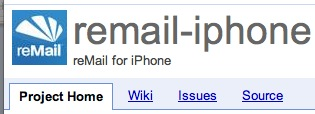 reMail
remail-iphone
reMail for iPhone
Project Home Wiki Issues Source